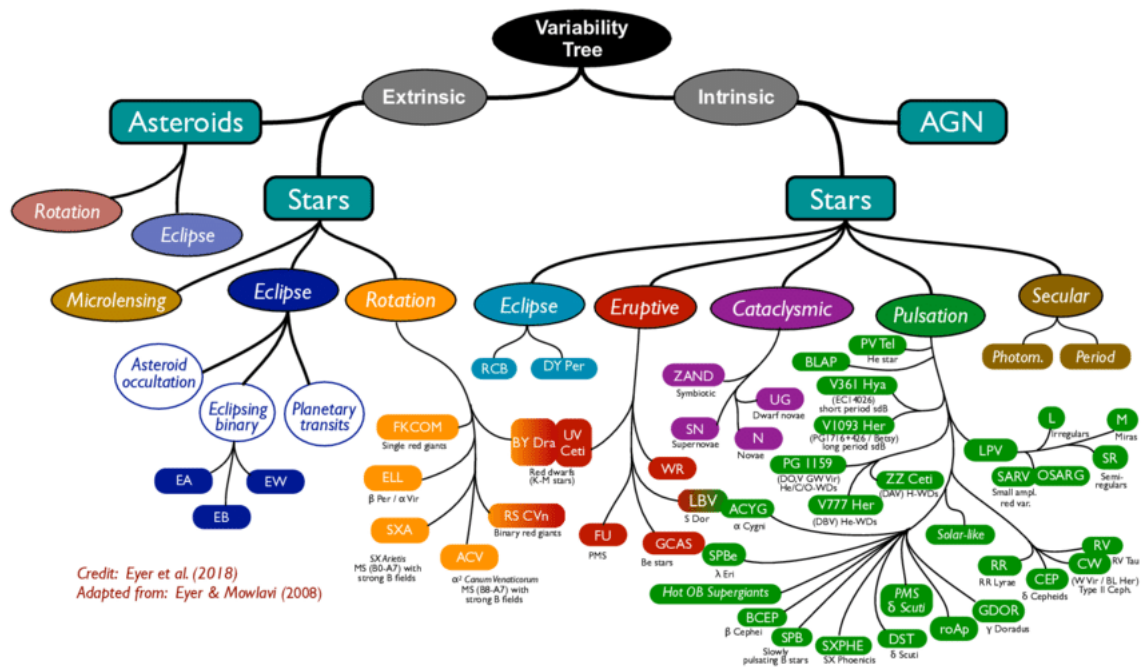 Variability
Tree
Extrinsic
Intrinsic
Asteroids
AGN
Rotation
Eclipse
Stars
Stars
Microlensing
Eclipse
Rotation
Eclipse
Eruptive
Cataclysmic
Pulsation
Secular
Asteroid
occultation
Eclipsing
binary
Planetary
transits
EA
EB
EW
FKCOM
Single red giants
ELL
β Per / α Vir
SXA
SX Arietis
MS (B0-A7) with
strong B fields
ACV
α² Canum Venaticorum
MS (B8-A7) with
strong B fields
RS CVn
Binary red giants
BY Dra
UV
Ceti
Red dwarfs
(K-M stars)
RCB
DY Per
WR
LBV
S Dor
FU
PMS
GCAS
Be stars
ZAND
Symbiotic
UG
Dwarf novae
SN
Supernovae
N
Novae
PV Tel
He star
BLAP
V361 Hya
(EC14026)
short period sdB
V1093 Her
(PG1716+426 / Betsy)
long period sdB
PG 1159
(DO,V GW Vir)
He/C/O-WDs
ZZ Ceti
(DAV) H-WDs
V777 Her
(DBV) He-WDs
ACYG
α Cygni
SPBe
λ Eri
Hot OB Supergiants
BCEP
β Cephei
SPB
Slowly
pulsating B stars
SXPHE
SX Phoenicis
PMS
δ Scuti
DST
δ Scuti
roAp
GDOR
γ Doradus
Solar-like
RR
RR Lyrae
CEP
δ Cepheids
RV
RV Tau
CW
(W Vir / BL Her)
Type II Ceph.
LPV
L
Irregulars
M
Miras
SR
Semi-
regulars
SARV
Small ampl.
red var.
OSARG
Photom.
Period
Credit: Eyer et al. (2018)
Adapted from: Eyer & Mowlavi (2008)